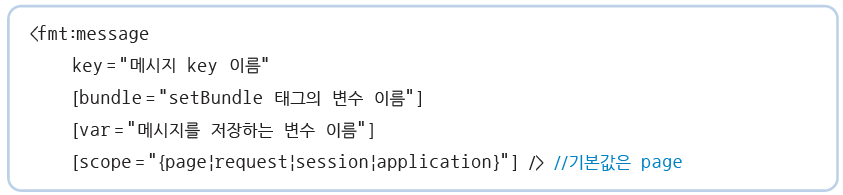 <fmt:message
key="메시지 key 이름"
[bundle="setBundle 태그의 변수 이름"]
[var="메시지를 저장하는 변수 이름"]
[scope="{page¦request¦session¦application}"] /> //기본값은 page